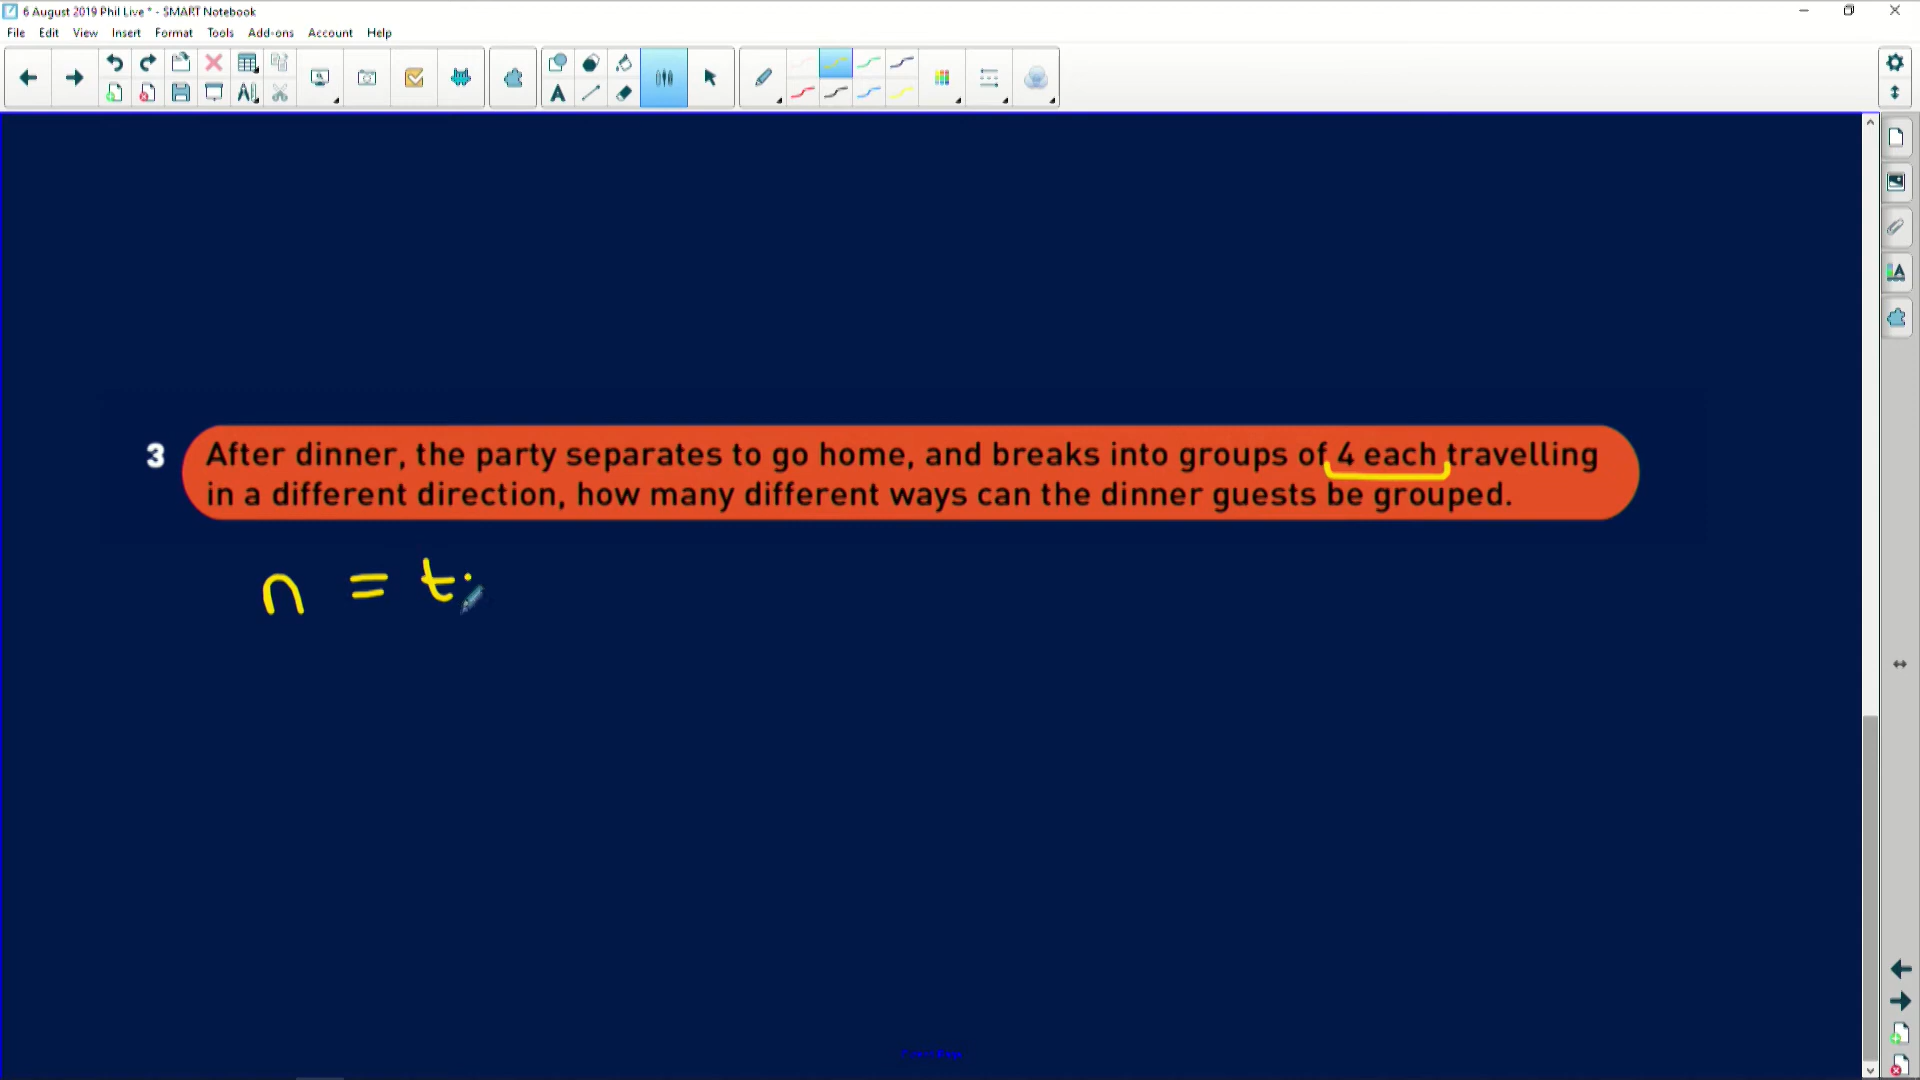 6 August 2019 Phil Live * - SMART Notebook
File Edit View Insert Format Tools Add-ons Account Help
3 After dinner, the party separates to go home, and breaks into groups of 4 each travelling
in a different direction, how many different ways can the dinner guests be grouped.
n = ti